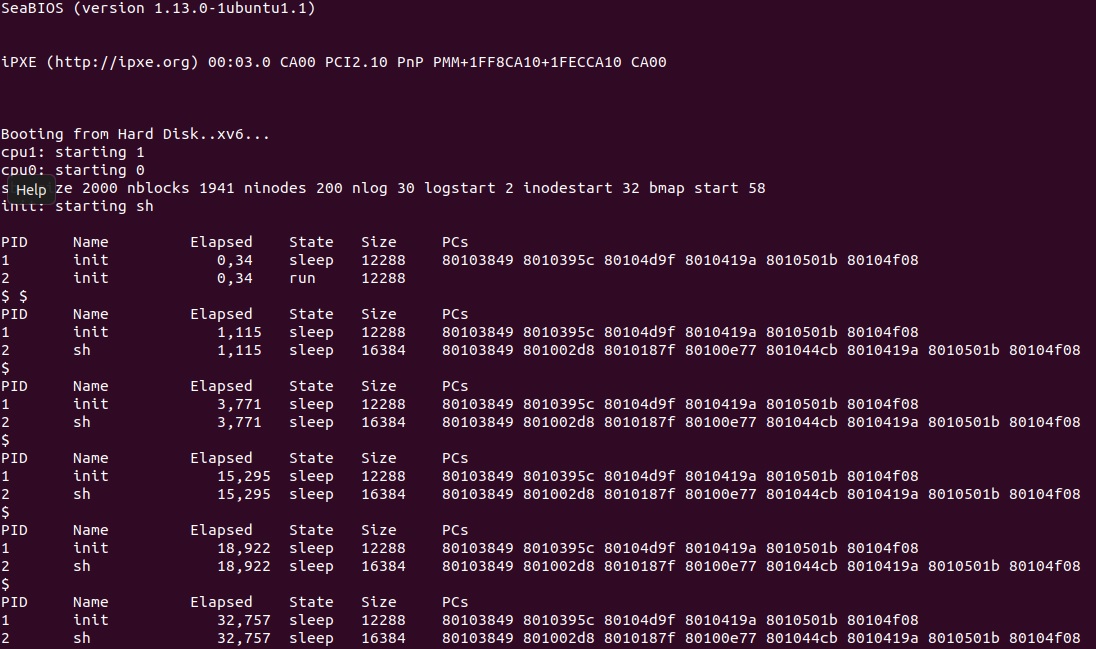 SeaBIOS (version 1.13.0-1ubuntu1.1)
iPXE (http://ipxe.org) 00:03.0 CA00 PCI2.10 PnP PMM+1FF8CA10+1FECCA10 CA00
Booting from Hard Disk..xv6...
cpu1: starting 1
cpu0: starting 0
ze 2000 nblocks 1941 ninodes 200 nlog 30 logstart 2 inodestart 32 bmap start 58
Help
init: starting sh
PID Name Elapsed State Size PCs
1 init 0,34 sleep 12288 80103849 8010395c 80104d9f 8010419a 8010501b 80104f08
2 init 0,34 run 12288
$ $
PID Name Elapsed State Size PCs
1 init 1,115 sleep 12288 80103849 8010395c 80104d9f 8010419a 8010501b 80104f08
2 sh 1,115 sleep 16384 80103849 801002d8 8010187f 80100e77 801044cb 8010419a 8010501b 80104f08
$
PID Name Elapsed State Size PCs
1 init 3,771 sleep 12288 80103849 8010395c 80104d9f 8010419a 8010501b 80104f08
2 sh 3,771 sleep 16384 80103849 801002d8 8010187f 80100e77 801044cb 8010419a 8010501b 80104f08
$
PID Name Elapsed State Size PCs
1 init 15,295 sleep 12288 80103849 8010395c 80104d9f 8010419a 8010501b 80104f08
2 sh 15,295 sleep 16384 80103849 801002d8 8010187f 80100e77 801044cb 8010419a 8010501b 80104f08
$
PID Name Elapsed State Size PCs
1 init 18,922 sleep 12288 80103849 8010395c 80104d9f 8010419a 8010501b 80104f08
2 sh 18,922 sleep 16384 80103849 801002d8 8010187f 80100e77 801044cb 8010419a 8010501b 80104f08
$
PID Name Elapsed State Size PCs
1 init 32,757 sleep 12288 80103849 8010395c 80104d9f 8010419a 8010501b 80104f08
2 sh 32,757 sleep 16384 80103849 801002d8 8010187f 80100e77 801044cb 8010419a 8010501b 80104f08